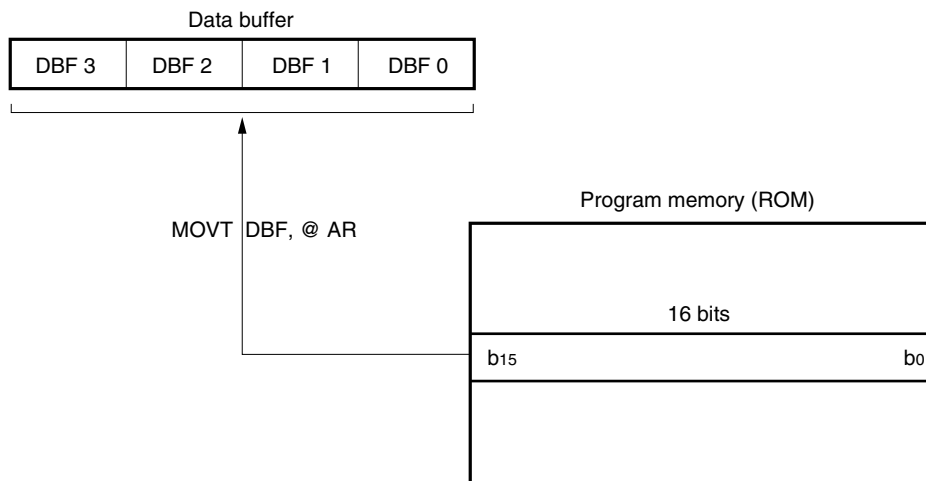 Data buffer
DBF 3 DBF 2 DBF 1 DBF 0
MOVT DBF, @ AR
Program memory (ROM)
16 bits
b15 b0